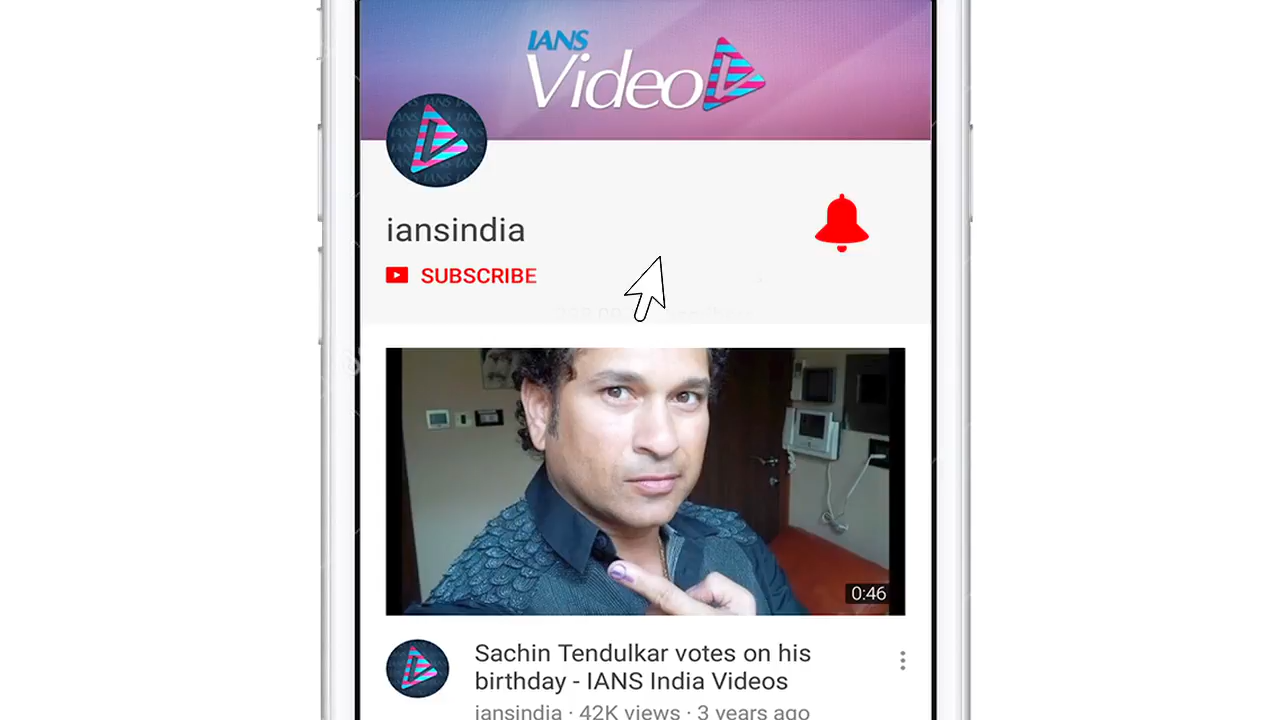 IANS
Video
iansindia
SUBSCRIBE
0:46
Sachin Tendulkar votes on his
birthday - IANS India Videos
iansindia · 42K views · 3 years ago